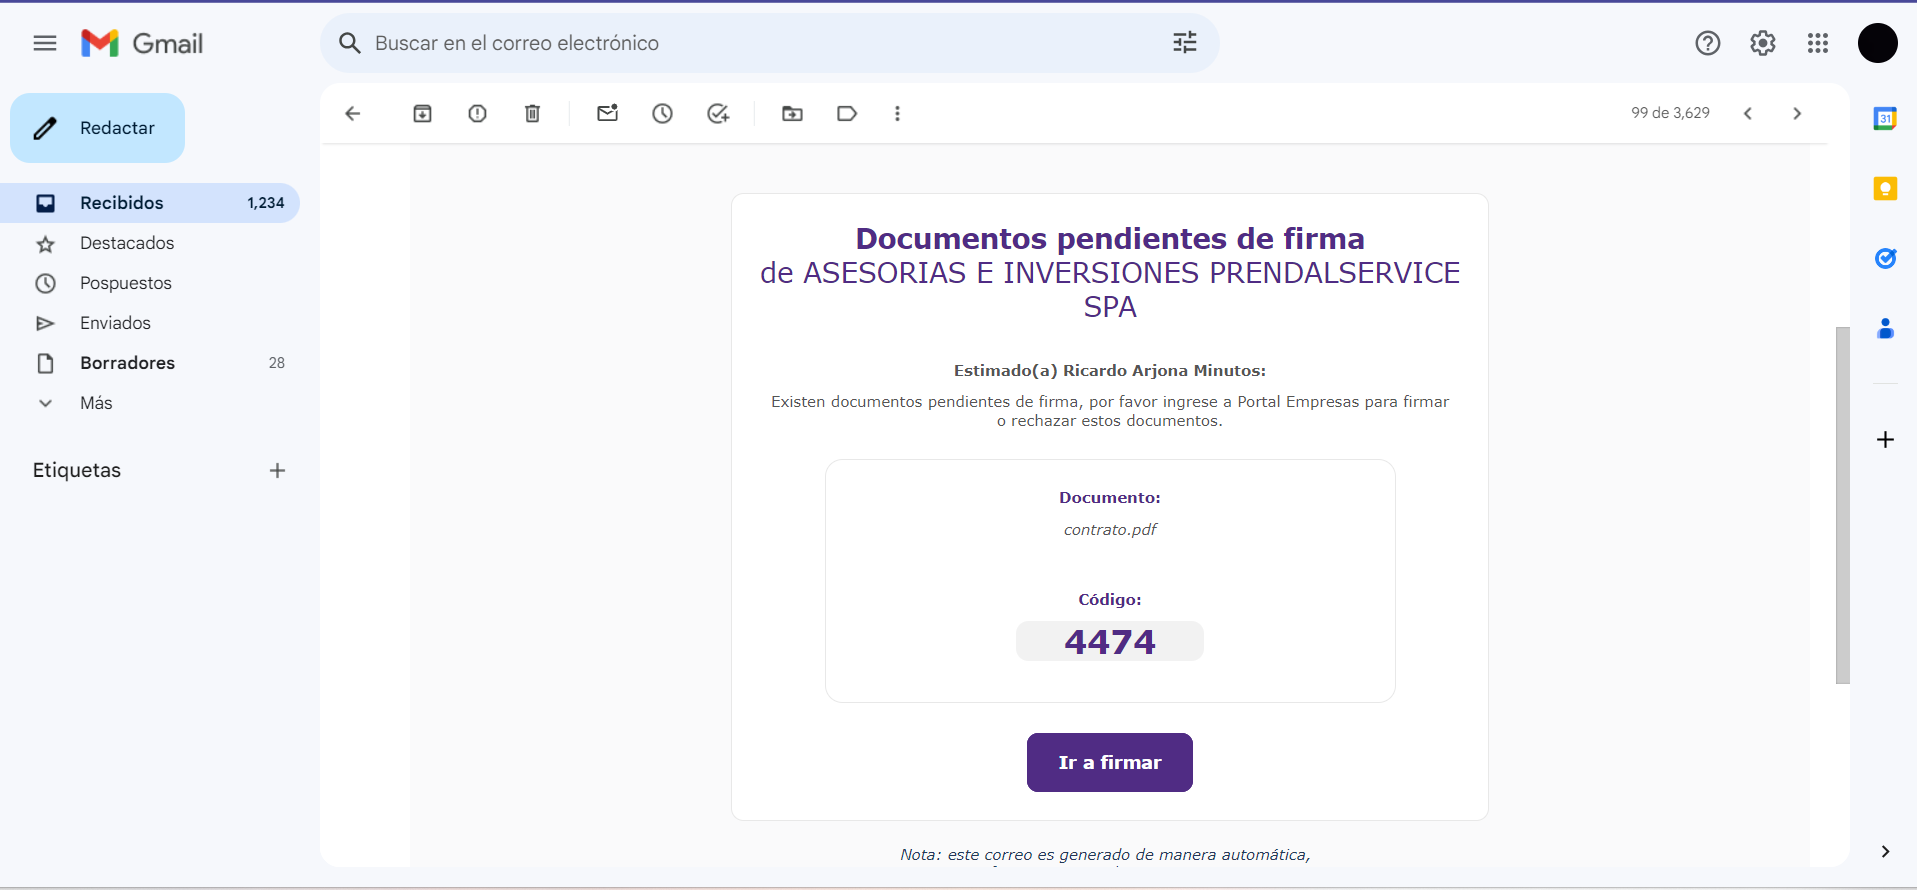 Gmail
Buscar en el correo electrónico
Redactar
99 de 3,629
31
Recibidos 1,234
Destacados
Pospuestos
Enviados
Borradores 28
Más
Etiquetas
Documentos pendientes de firma
de ASESORIAS E INVERSIONES PRENDALSERVICE
SPA
Estimado(a) Ricardo Arjona Minutos:
Existen documentos pendientes de firma, por favor ingrese a Portal Empresas para firmar
o rechazar estos documentos.
Documento:
contrato.pdf
Código:
4474
Ir a firmar
Nota: este correo es generado de manera automática,